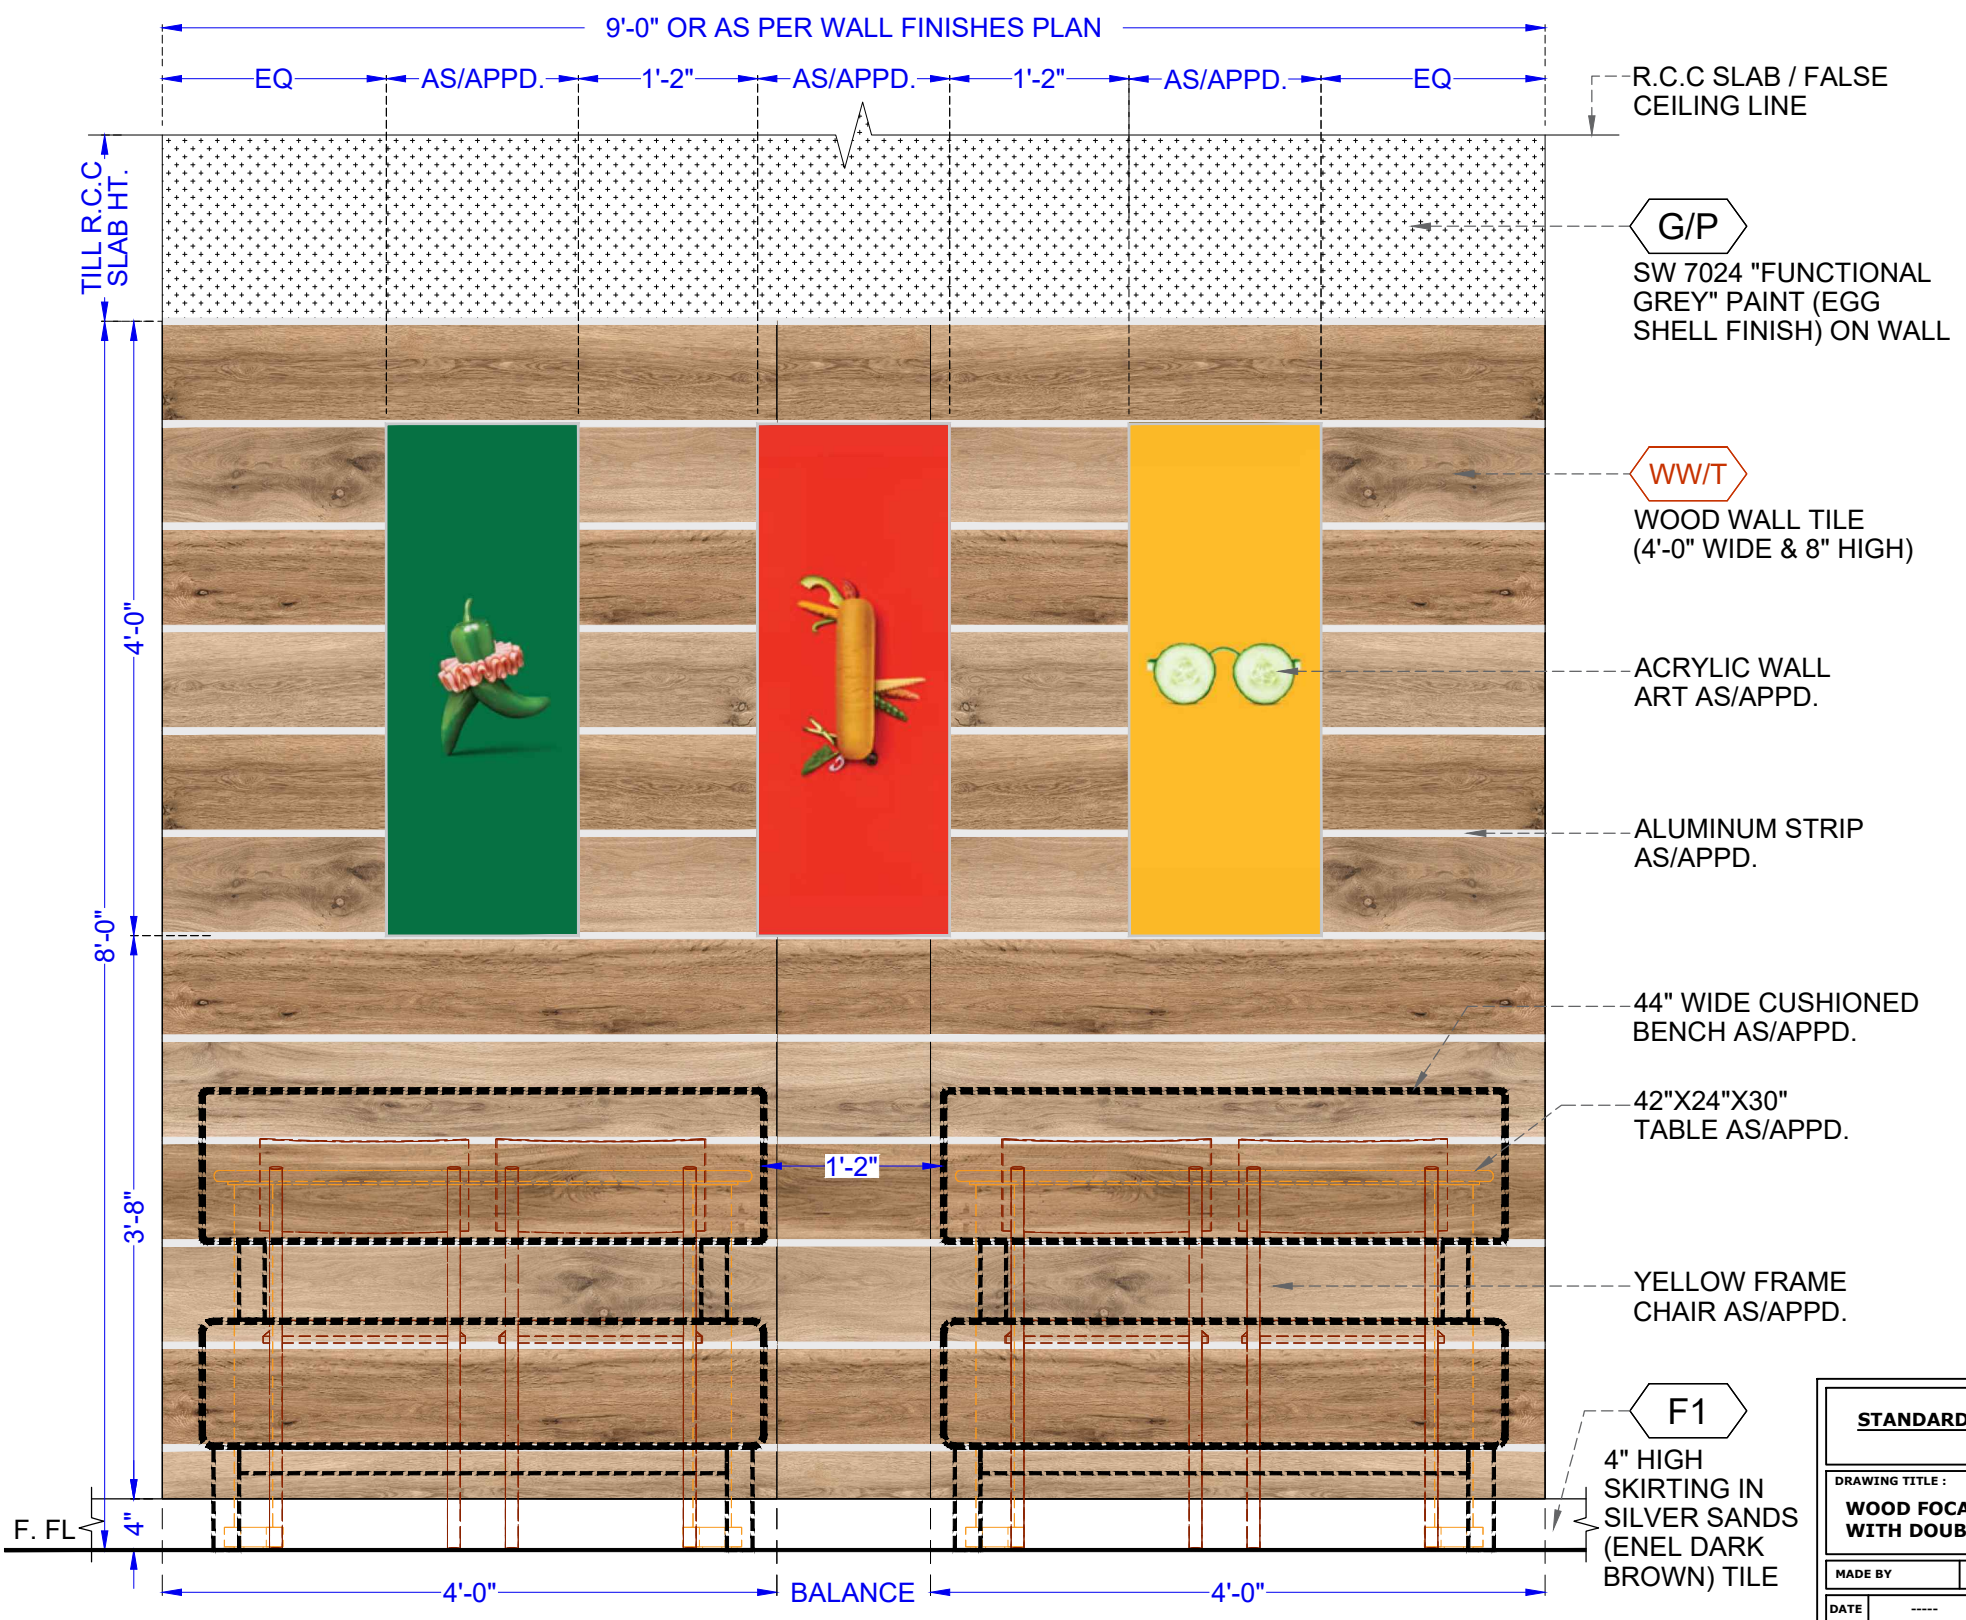 9'-0" OR AS PER WALL FINISHES PLAN
EQ
AS/APPD.
1'-2"
AS/APPD.
1'-2"
AS/APPD.
EQ
R.C.C SLAB / FALSE
CEILING LINE
TILL R.C.C
SLAB HT.
G/P
SW 7024 "FUNCTIONAL
GREY" PAINT (EGG
SHELL FINISH) ON WALL
WW/T
WOOD WALL TILE
(4'-0" WIDE & 8" HIGH)
4'-0"
ACRYLIC WALL
ART AS/APPD.
ALUMINUM STRIP
AS/APPD.
8'-0"
44" WIDE CUSHIONED
BENCH AS/APPD.
42"X24"X30"
TABLE AS/APPD.
1'-2"
3'-8"
YELLOW FRAME
CHAIR AS/APPD.
F1
4" HIGH
SKIRTING IN
SILVER SANDS
(ENEL DARK
BROWN) TILE
F. FL
4"
4'-0"
BALANCE
4'-0"
STANDARD
DRAWING TITLE :
WOOD FOCA
WITH DOUB
MADE BY
DATE
-----